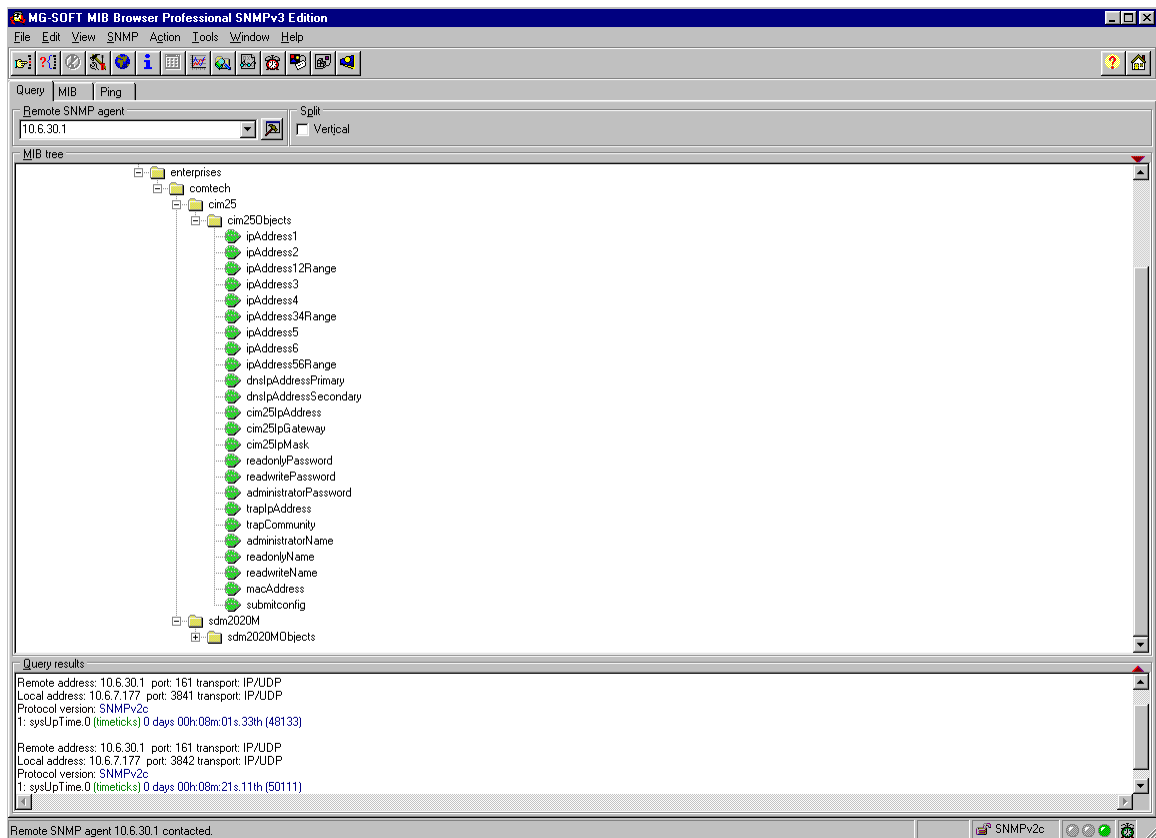 MG-SOFT MIB Browser Professional SNMPv3 Edition
File Edit View SNMP Action Tools Window Help
Query MIB Ping
Remote SNMP agent Split
10.6.30.1 Vertical
MIB tree
enterprises
comtech
cim25
cim25Objects
ipAddress1
ipAddress2
ipAddress12Range
ipAddress3
ipAddress4
ipAddress34Range
ipAddress5
ipAddress6
ipAddress56Range
dnsIpAddressPrimary
dnsIpAddressSecondary
cim25IpAddress
cim25IpGateway
cim25IpMask
readonlyPassword
readwritePassword
administratorPassword
trapIpAddress
trapCommunity
administratorName
readonlyName
readwriteName
macAddress
submitconfig
sdm2020M
sdm2020MObjects
Query results
Remote address: 10.6.30.1 port: 161 transport: IP/UDP
Local address: 10.6.7.177 port: 3841 transport: IP/UDP
Protocol version: SNMPv2c
1: sysUpTime.0 (timeticks) 0 days 00h:08m:01s.33th (48133)
Remote address: 10.6.30.1 port: 161 transport: IP/UDP
Local address: 10.6.7.177 port: 3842 transport: IP/UDP
Protocol version: SNMPv2c
1: sysUpTime.0 (timeticks) 0 days 00h:08m:21s.11th (50111)
Remote SNMP agent 10.6.30.1 contacted. SNMPv2c